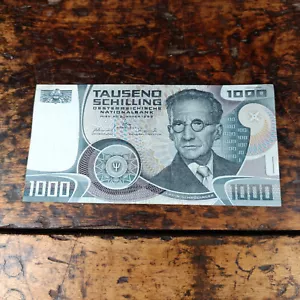 TAUSEND
SCHILLING
OESTERREICHISCHE
NATIONALBANK
1000
1000
1000